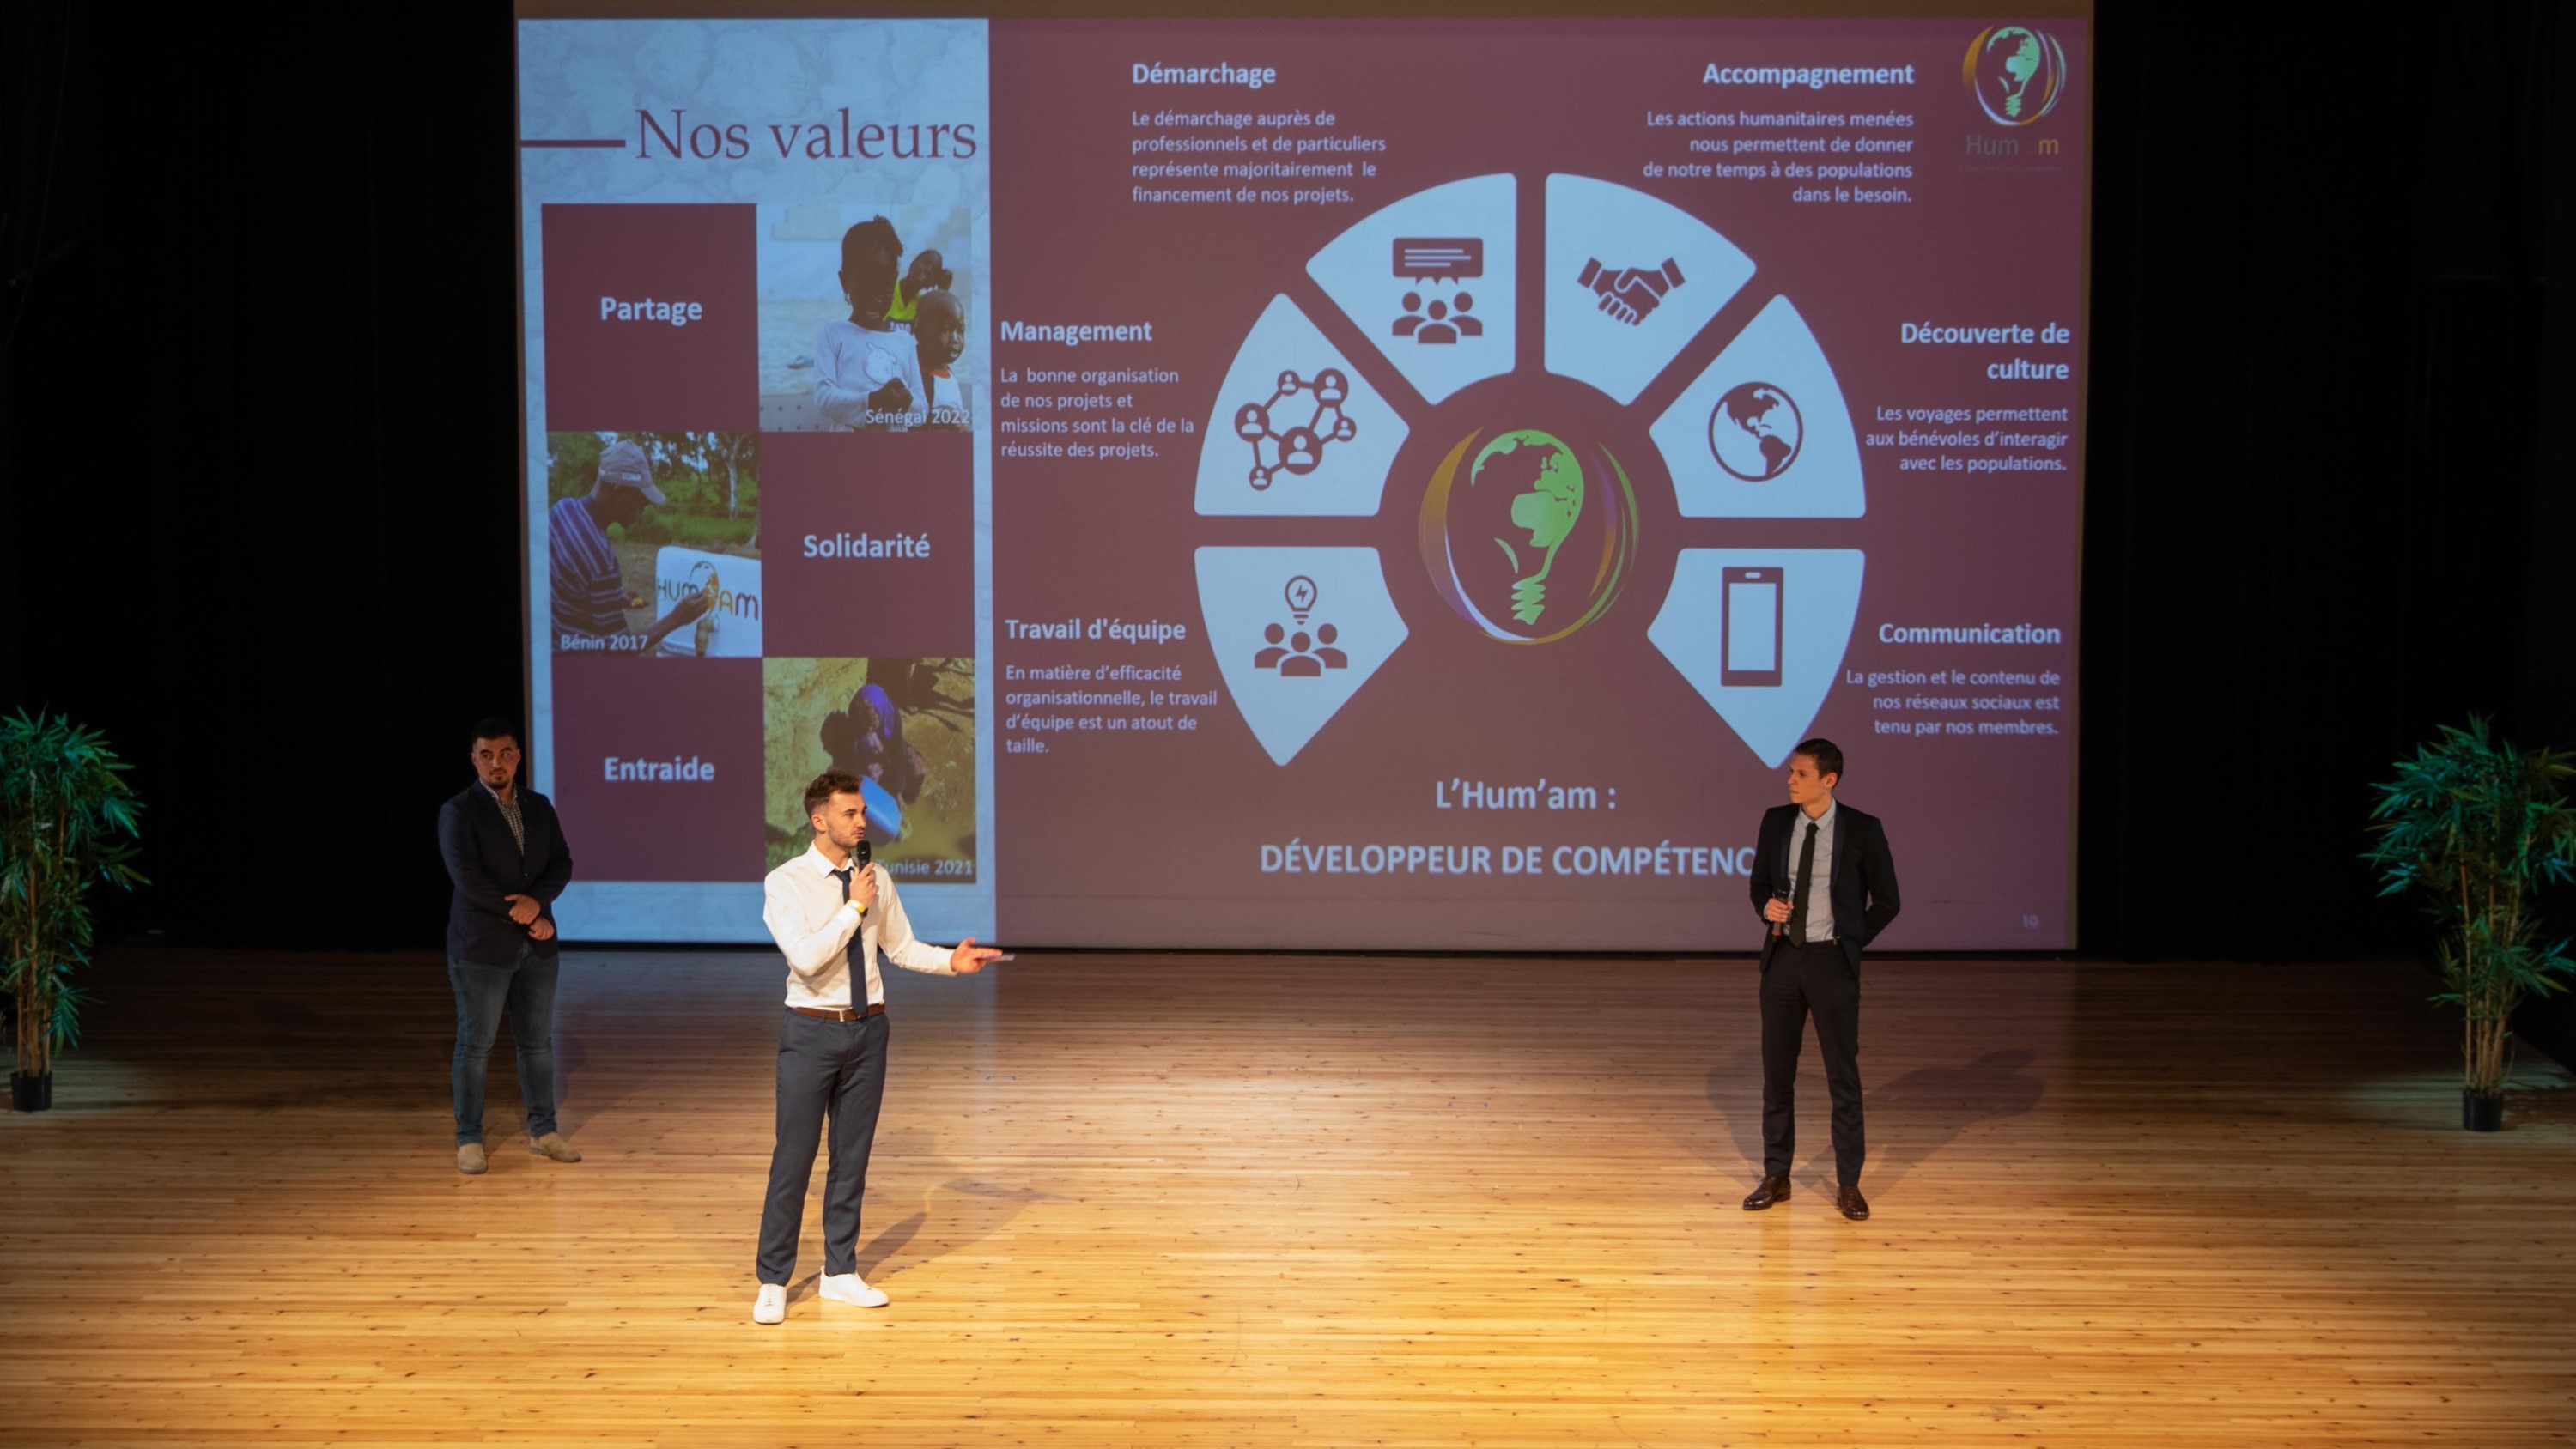 Nos valeurs
Partage
Sénégal 2022
HUM AM
Bénin 2017
Solidarité
Entraide
unisie 2021
Démarchage
Le démarchage auprès de
professionnels et de particuliers
représente majoritairement le
financement de nos projets.
Accompagnement
Les actions humanitaires menées
nous permettent de donner
de notre temps à des populations
dans le besoin.
Hum m
Management
La bonne organisation
de nos projets et
missions sont la clé de la
réussite des projets.
Découverte de
culture
Les voyages permettent
aux bénévoles d'interagir
avec les populations.
Travail d'équipe
En matière d'efficacité
organisationnelle, le travail
d'équipe est un atout de
taille.
Communication
La gestion et le contenu de
nos réseaux sociaux est
tenu par nos membres.
L'Hum'am :
DÉVELOPPEUR DE COMPÉTENC
10